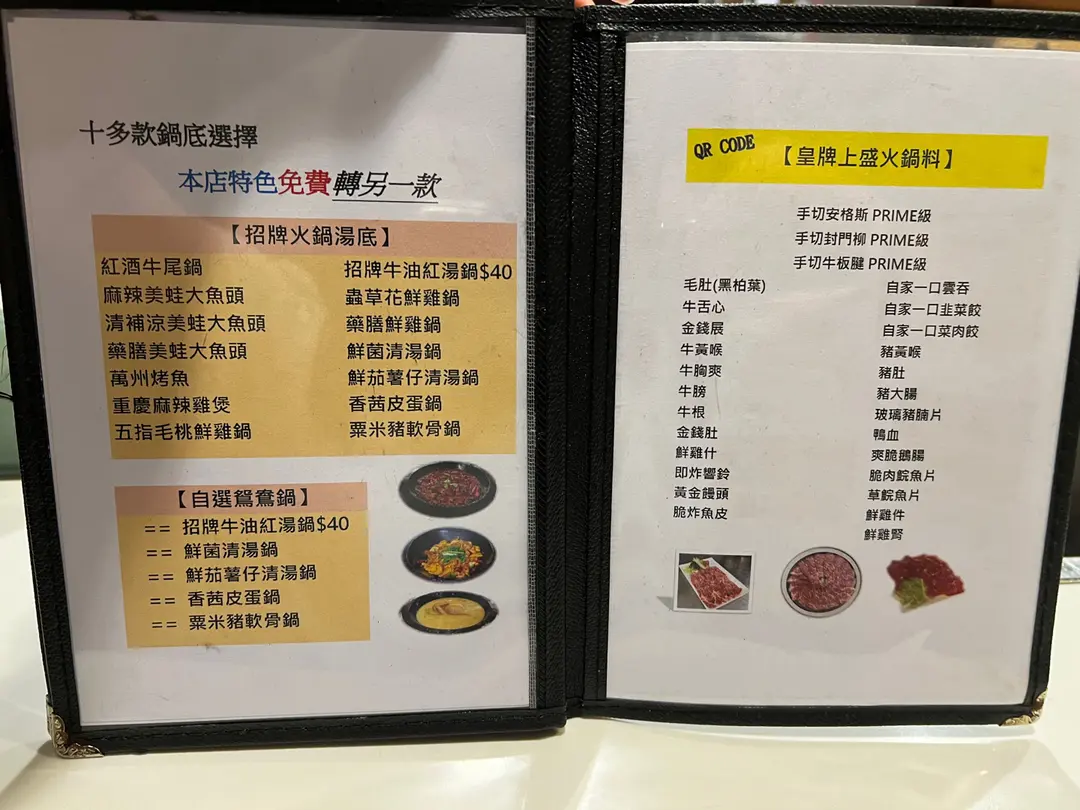 十多款鍋底選擇
本店特色免費轉另一款
【招牌火鍋湯底】
紅酒牛尾鍋
麻辣美蛙大魚頭
清補涼美蛙大魚頭
藥膳美蛙大魚頭
萬州烤魚
重慶麻辣雞煲
五指毛桃鮮雞鍋
招牌牛油紅湯鍋$40
蟲草花鮮雞鍋
藥膳鮮雞鍋
鮮菌清湯鍋
鮮茄薯仔清湯鍋
香茜皮蛋鍋
粟米豬軟骨鍋
【自選鴛鴦鍋】
== 招牌牛油紅湯鍋$40
== 鮮菌清湯鍋
== 鮮茄薯仔清湯鍋
== 香茜皮蛋鍋
== 粟米豬軟骨鍋
QR CODE
【皇牌上盛火鍋料】
手切安格斯 PRIME級
手切封門柳 PRIME級
手切牛板腱 PRIME級
毛肚(黑柏葉)
牛舌心
金錢展
牛黃喉
牛胸爽
牛膀
牛根
金錢肚
鮮雞什
即炸響鈴
黃金饅頭
脆炸魚皮
自家一口雲吞
自家一口韮菜餃
自家一口菜肉餃
豬黃喉
豬肚
豬大腸
玻璃豬腩片
鴨血
爽脆鵝腸
脆肉鯇魚片
草鯇魚片
鮮雞件
鮮雞腎